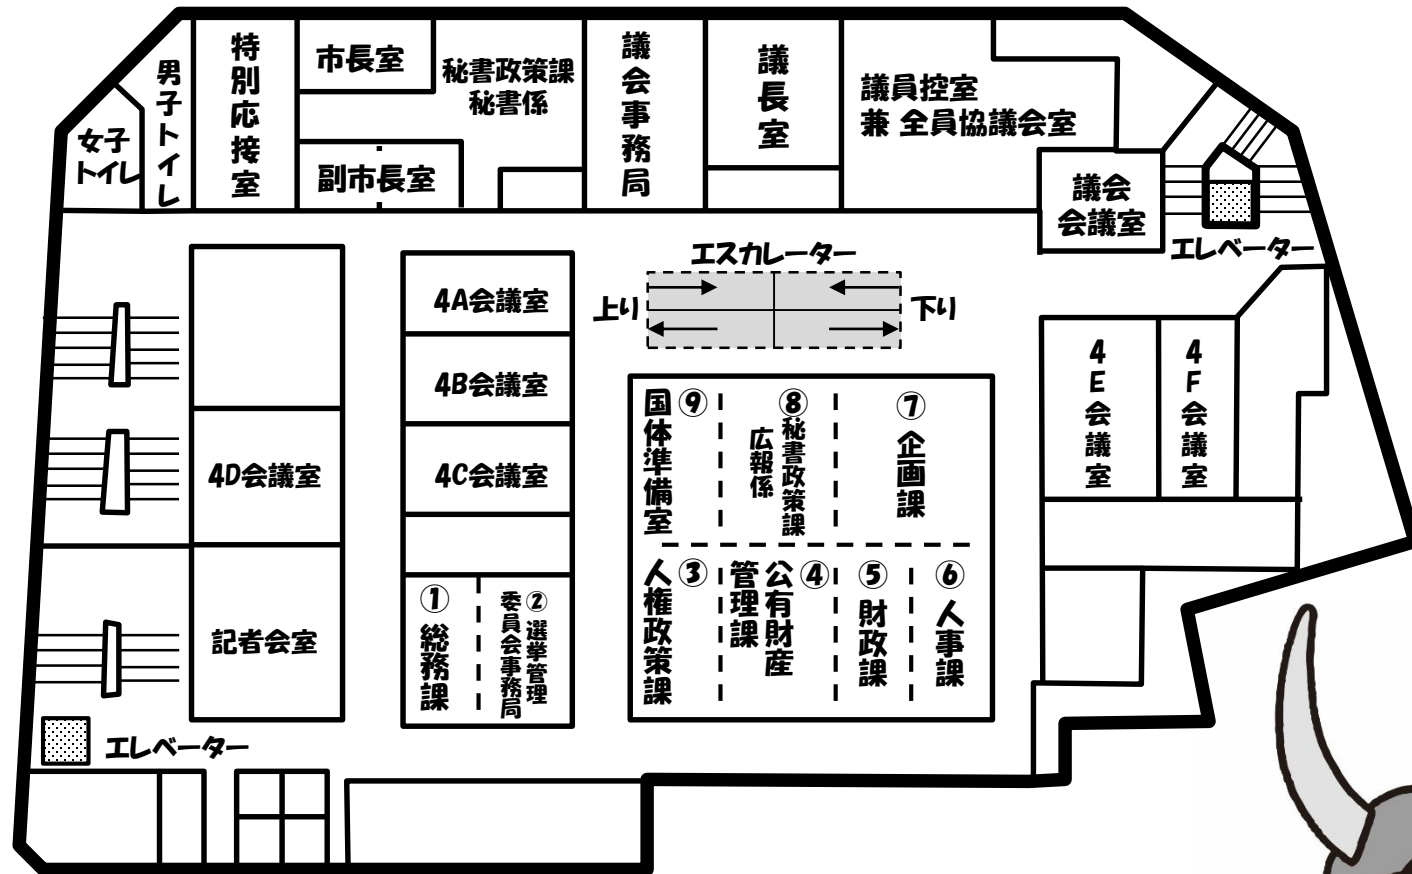 男子トイレ
女子
トイレ
特別応接室
市長室
副市長室
秘書政策課
秘書係
議会事務局
議長室
議員控室
兼 全員協議会室
議会
会議室
エレベーター
エスカレーター
上り
下り
4A会議室
4B会議室
4C会議室
4D会議室
記者会室
4E会議室
4F会議室
①総務課
②選挙管理
委員会事務局
⑨国体準備室
⑧秘書政策課
広報係
⑦企画課
③人権政策課
④公有財産
管理課
⑤財政課
⑥人事課
エレベーター